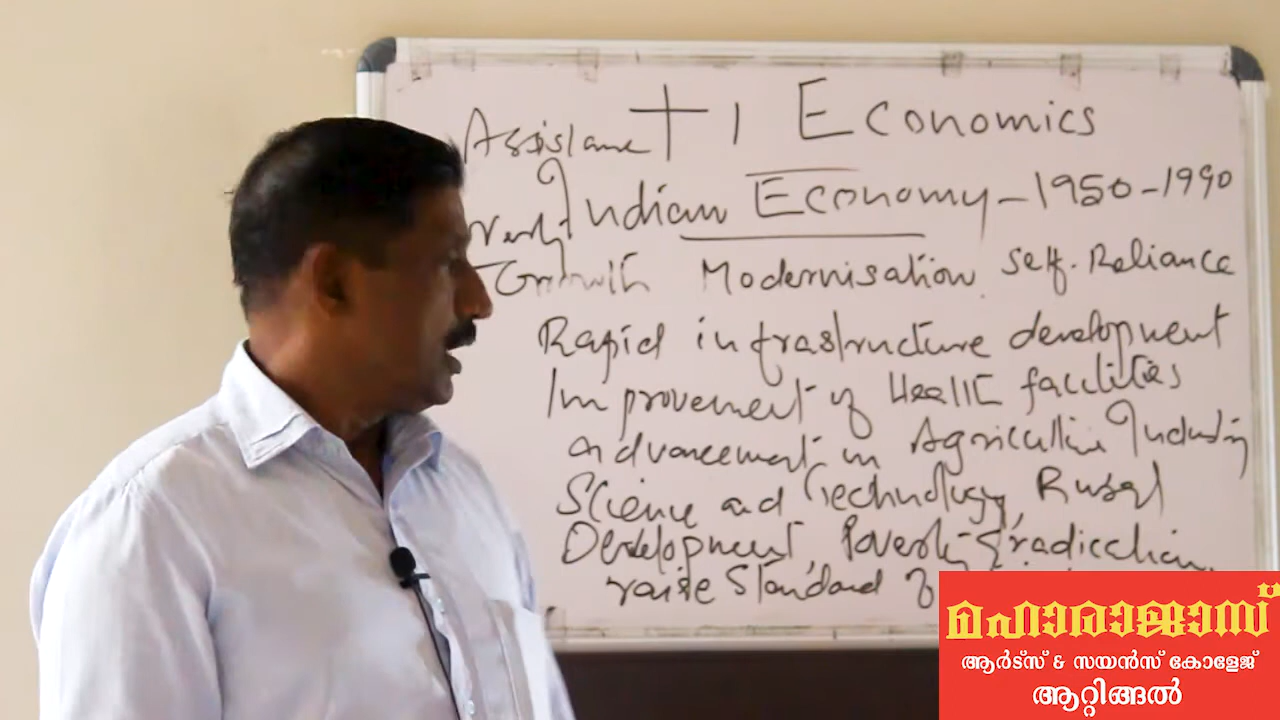 +1 Economics
Assistance
Indian Economy - 1950-1990
Growth Modernisation Self-Reliance
Rapid infrastructure development
Improvement of Health facilities
advancement in Agriculture Industry
Science and Technology, Rural
Development, Poverty Eradication
raise Standard of
മഹാരാജാസ്
ആർട്സ് & സയൻസ് കോളേജ്
ആറ്റിങ്ങൽ